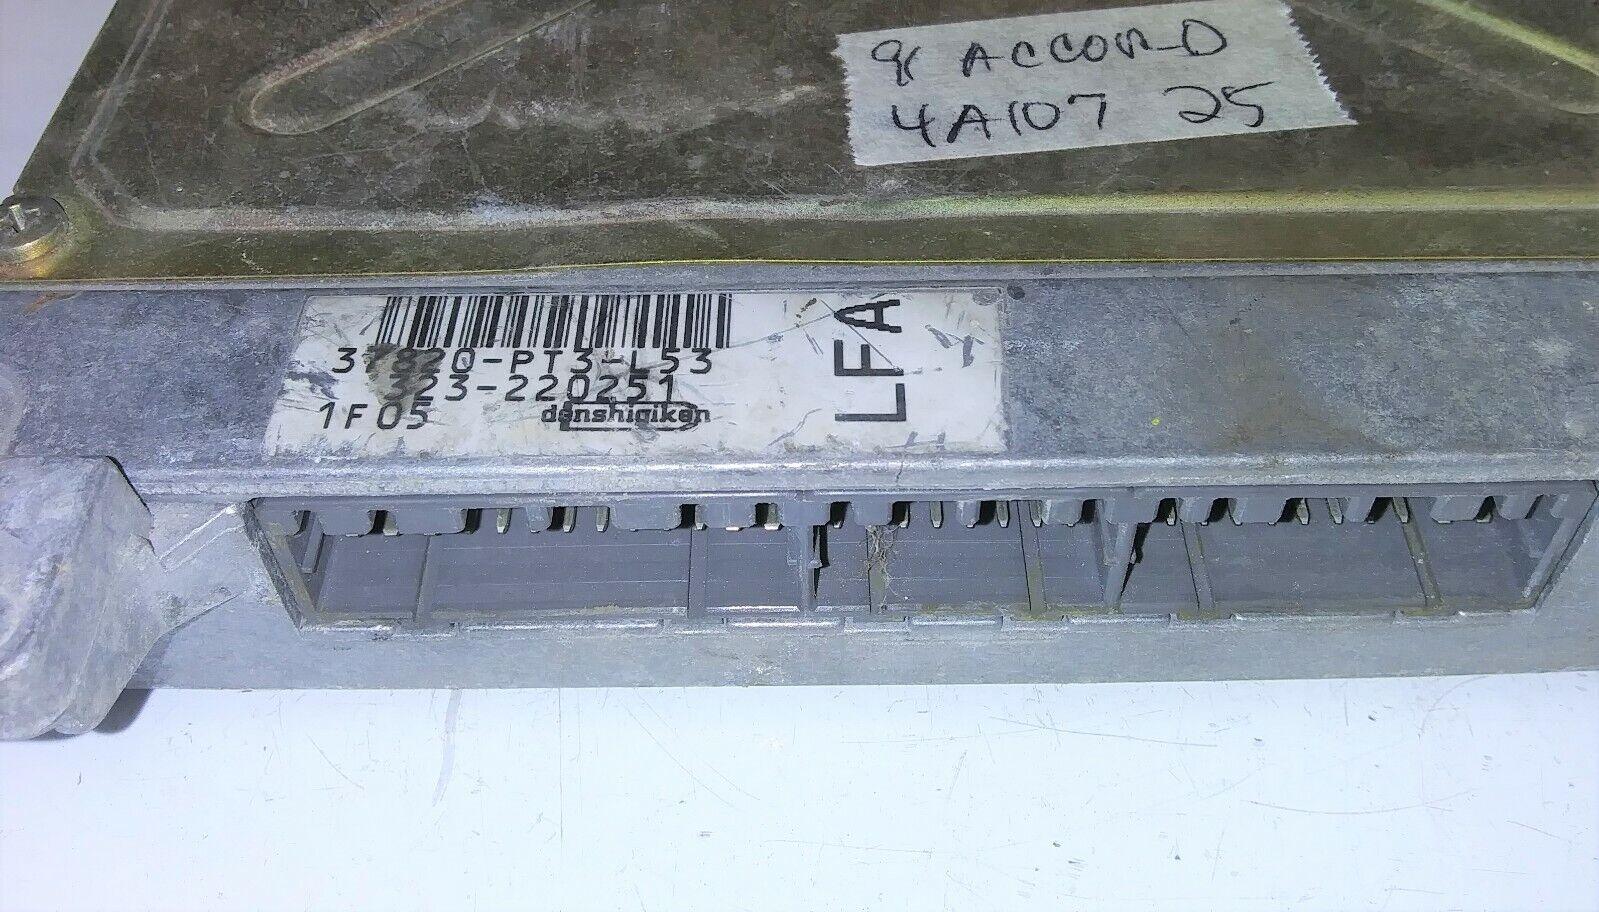 91 ACCORD
4A107 25
37820-PT3-L53
323-220251
1F05 denshigiken
LFA